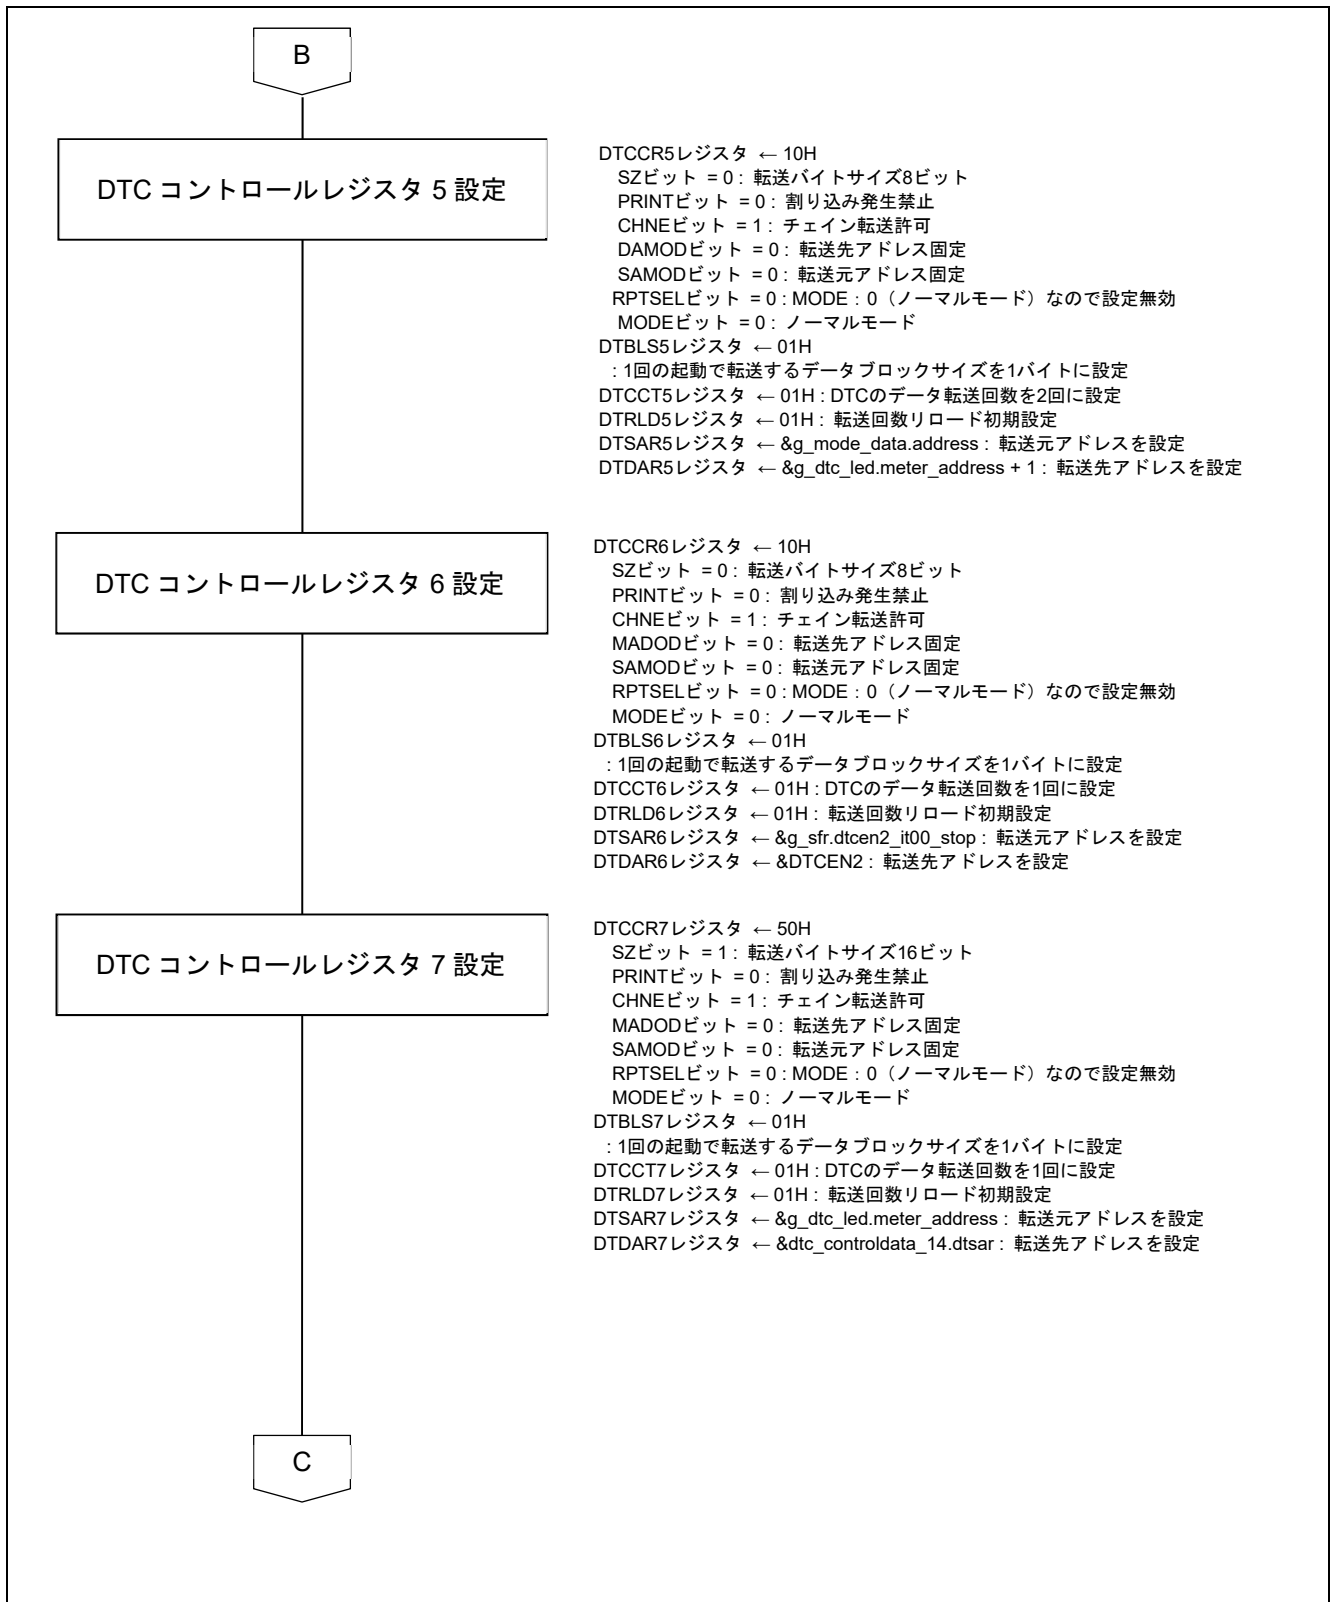 B
DTC コントロールレジスタ 5 設定
DTCCR5レジスタ ← 10H
SZビット = 0 : 転送バイトサイズ8ビット
PRINTビット = 0 : 割り込み発生禁止
CHNEビット = 1 : チェイン転送許可
DAMODビット = 0 : 転送先アドレス固定
SAMODビット = 0 : 転送元アドレス固定
RPTSELビット = 0 : MODE : 0（ノーマルモード）なので設定無効
MODEビット = 0 : ノーマルモード
DTBLS5レジスタ ← 01H
: 1回の起動で転送するデータブロックサイズを1バイトに設定
DTCCT5レジスタ ← 01H : DTCのデータ転送回数を2回に設定
DTRLD5レジスタ ← 01H : 転送回数リロード初期設定
DTSAR5レジスタ ← &g_mode_data.address : 転送元アドレスを設定
DTDAR5レジスタ ← &g_dtc_led.meter_address + 1 : 転送先アドレスを設定
DTC コントロールレジスタ 6 設定
DTCCR6レジスタ ← 10H
SZビット = 0 : 転送バイトサイズ8ビット
PRINTビット = 0 : 割り込み発生禁止
CHNEビット = 1 : チェイン転送許可
MADODビット = 0 : 転送先アドレス固定
SAMODビット = 0 : 転送元アドレス固定
RPTSELビット = 0 : MODE : 0（ノーマルモード）なので設定無効
MODEビット = 0 : ノーマルモード
DTBLS6レジスタ ← 01H
: 1回の起動で転送するデータブロックサイズを1バイトに設定
DTCCT6レジスタ ← 01H : DTCのデータ転送回数を1回に設定
DTRLD6レジスタ ← 01H : 転送回数リロード初期設定
DTSAR6レジスタ ← &g_sfr.dtcen2_it00_stop : 転送元アドレスを設定
DTDAR6レジスタ ← &DTCEN2 : 転送先アドレスを設定
DTC コントロールレジスタ 7 設定
DTCCR7レジスタ ← 50H
SZビット = 1 : 転送バイトサイズ16ビット
PRINTビット = 0 : 割り込み発生禁止
CHNEビット = 1 : チェイン転送許可
MADODビット = 0 : 転送先アドレス固定
SAMODビット = 0 : 転送元アドレス固定
RPTSELビット = 0 : MODE : 0（ノーマルモード）なので設定無効
MODEビット = 0 : ノーマルモード
DTBLS7レジスタ ← 01H
: 1回の起動で転送するデータブロックサイズを1バイトに設定
DTCCT7レジスタ ← 01H : DTCのデータ転送回数を1回に設定
DTRLD7レジスタ ← 01H : 転送回数リロード初期設定
DTSAR7レジスタ ← &g_dtc_led.meter_address : 転送元アドレスを設定
DTDAR7レジスタ ← &dtc_controldata_14.dtsar : 転送先アドレスを設定
C